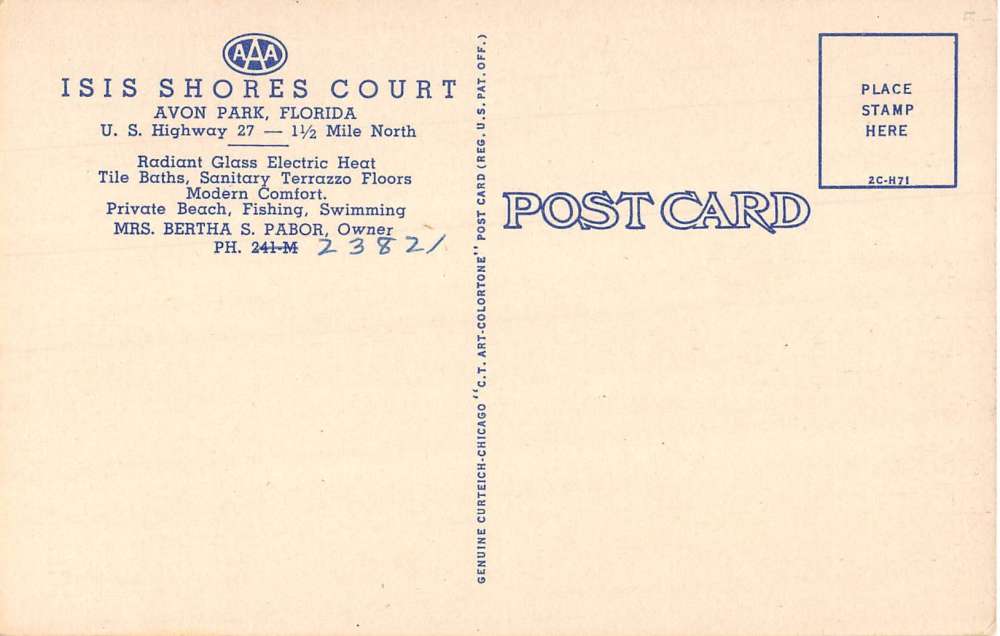 AAA
ISIS SHORES COURT
AVON PARK, FLORIDA
U. S. Highway 27 — 1½ Mile North
Radiant Glass Electric Heat
Tile Baths, Sanitary Terrazzo Floors
Modern Comfort.
Private Beach, Fishing, Swimming
MRS. BERTHA S. PABOR, Owner
PH. 241-M 23821
GENUINE CURTEICH-CHICAGO "C.T. ART-COLORTONE" POST CARD (REG. U.S. PAT. OFF.)
POST CARD
PLACE
STAMP
HERE
2C-H71